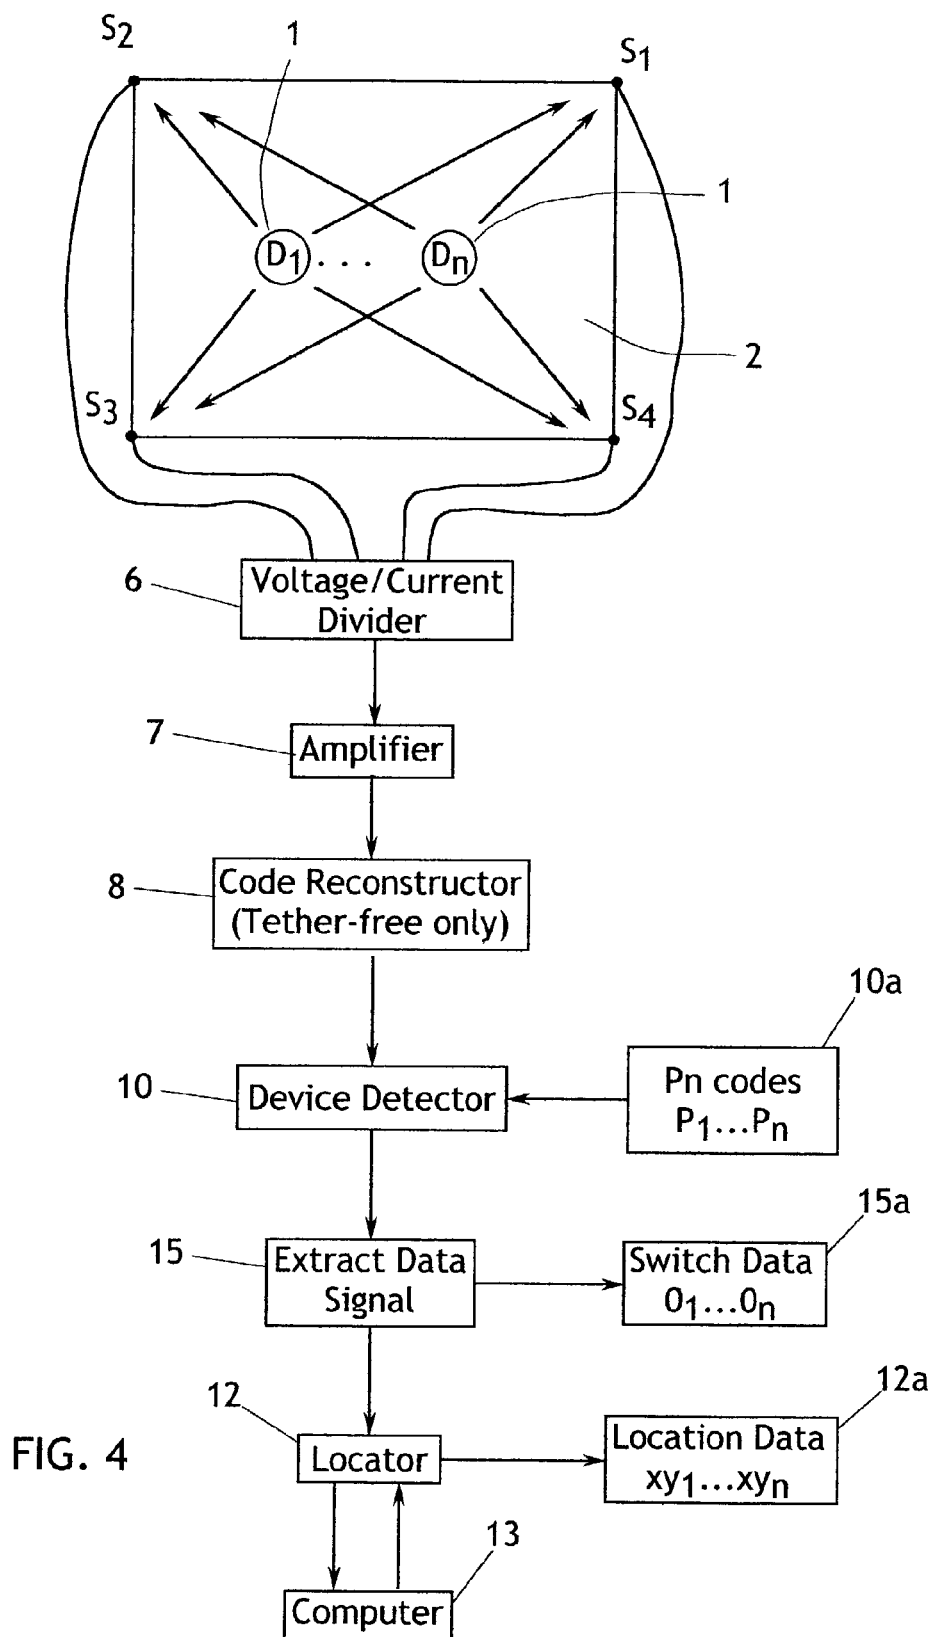 S2
1
S1
1
D1 . . . Dn
2
S3
S4
6
Voltage/Current
Divider
7
Amplifier
8
Code Reconstructor
(Tether-free only)
10a
10
Device Detector
Pn codes
P1...Pn
15a
15
Extract Data
Signal
Switch Data
O1...On
12
12a
FIG. 4
Locator
Location Data
xy1...xyn
13
Computer